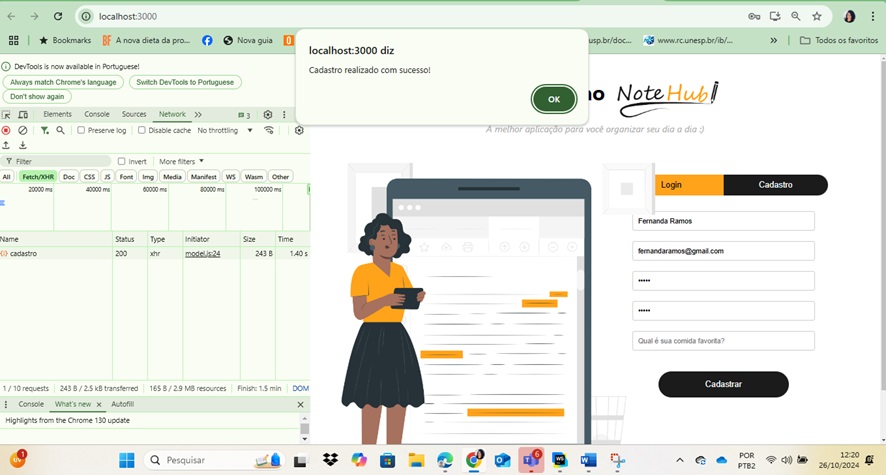 localhost:3000
Bookmarks
A nova dieta da pro...
Nova guia
unesp.br/doc...
www.rc.unesp.br/ib/...
Todos os favoritos
localhost:3000 diz
Cadastro realizado com sucesso!
OK
DevTools is now available in Portuguese!
Always match Chrome's language
Switch DevTools to Portuguese
Don't show again
Elements Console Sources Network
3
Preserve log
Disable cache
No throttling
Filter
Invert
More filters
All Fetch/XHR Doc CSS JS Font Img Media Manifest WS Wasm Other
20000 ms 40000 ms 60000 ms 80000 ms 100000 ms
Name Status Type Initiator Size Time
cadastro 200 xhr model.js:24 243 B 1.40 s
1 / 10 requests 243 B / 2.5 kB transferred 165 B / 2.9 MB resources Finish: 1.5 min DOM
Console What's new Autofill
Highlights from the Chrome 130 update
NoteHub
A melhor aplicação para você organizar seu dia a dia :)
Login
Cadastro
Fernanda Ramos
fernandaramos@gmail.com
•••••
•••••
Qual é sua comida favorita?
Cadastrar
1
Pesquisar
6
POR
PTB2
12:20
26/10/2024